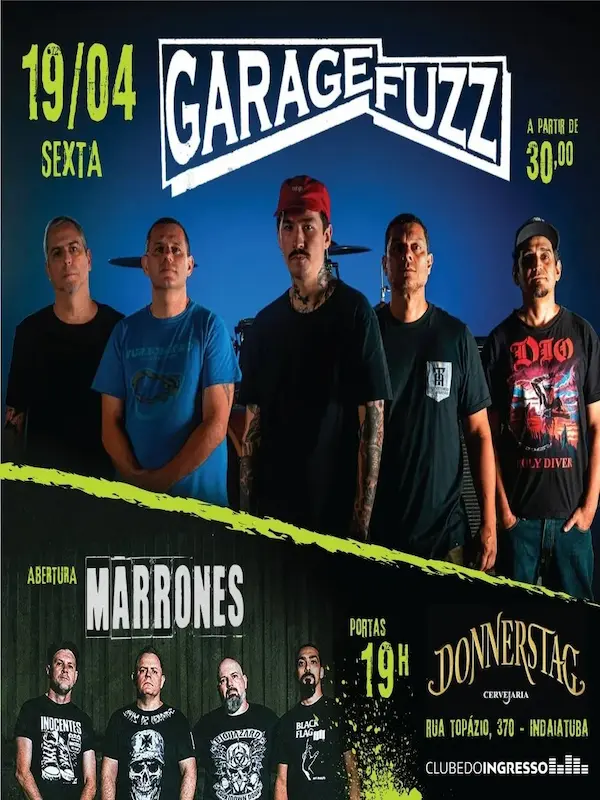 19/04
SEXTA
GARAGE FUZZ
A PARTIR DE
30,00
DIO
HOLY DIVER
ABERTURA
MARRONES
PORTAS
19H
DONNERSTAG
CERVEJARIA
RUA TOPÁZIO, 370 - INDAIATUBA
CLUBEDOINGRESSO
INOCENTES
BIOHAZARD
BLACK
FLAG